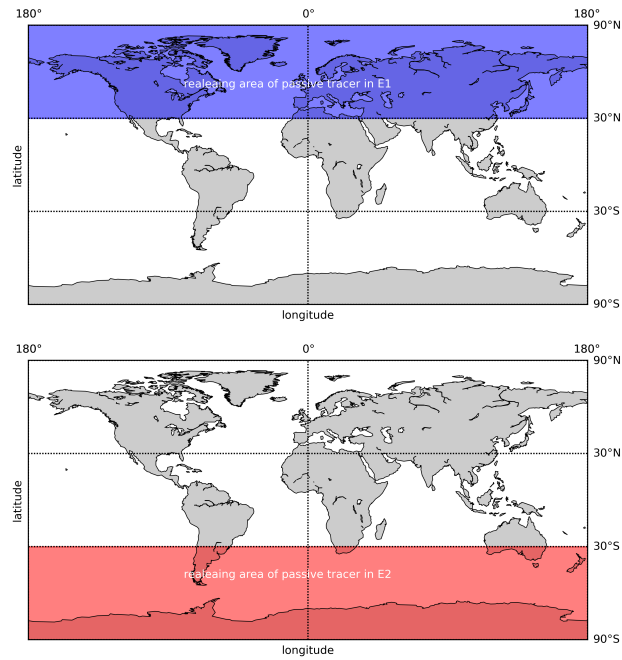 180° 0° 180°
90°N
realeaing area of passive tracer in E1
30°N
latitude
30°S
90°S
longitude
180° 0° 180°
90°N
30°N
latitude
30°S
realeaing area of passive tracer in E2
90°S
longitude